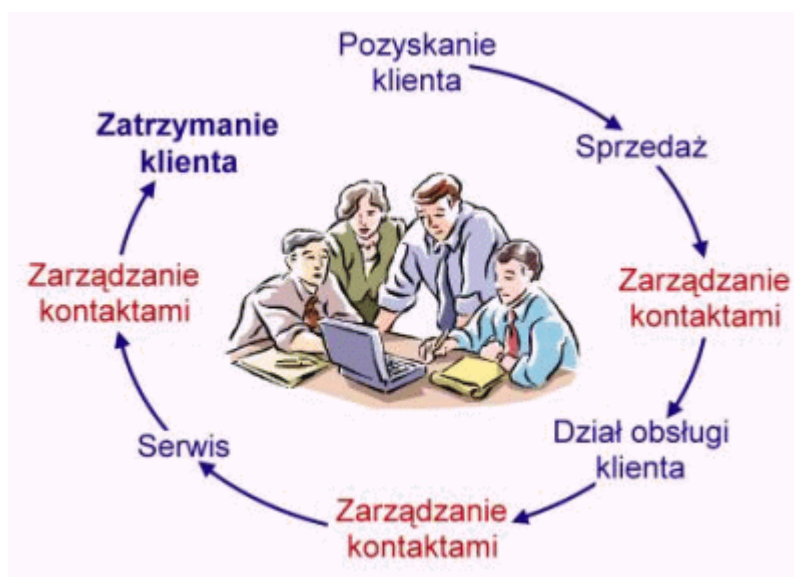 Pozyskanie
klienta
Sprzedaż
Zarządzanie
kontaktami
Dział obsługi
klienta
Zarządzanie
kontaktami
Serwis
Zarządzanie
kontaktami
Zatrzymanie
klienta